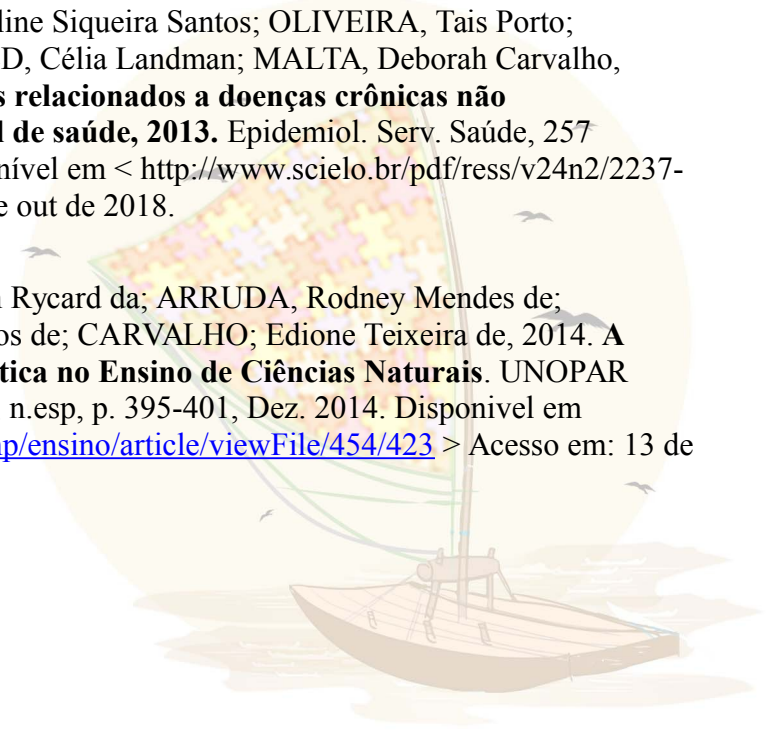 line Siqueira Santos; OLIVEIRA, Tais Porto;
D, Célia Landman; MALTA, Deborah Carvalho,
s relacionados a doenças crônicas não
l de saúde, 2013. Epidemiol. Serv. Saúde, 257
nível em < http://www.scielo.br/pdf/ress/v24n2/2237-
e out de 2018.
n Rycard da; ARRUDA, Rodney Mendes de;
os de; CARVALHO; Edione Teixeira de, 2014. A
tica no Ensino de Ciências Naturais. UNOPAR
n.esp, p. 395-401, Dez. 2014. Disponivel em
np/ensino/article/viewFile/454/423 > Acesso em: 13 de